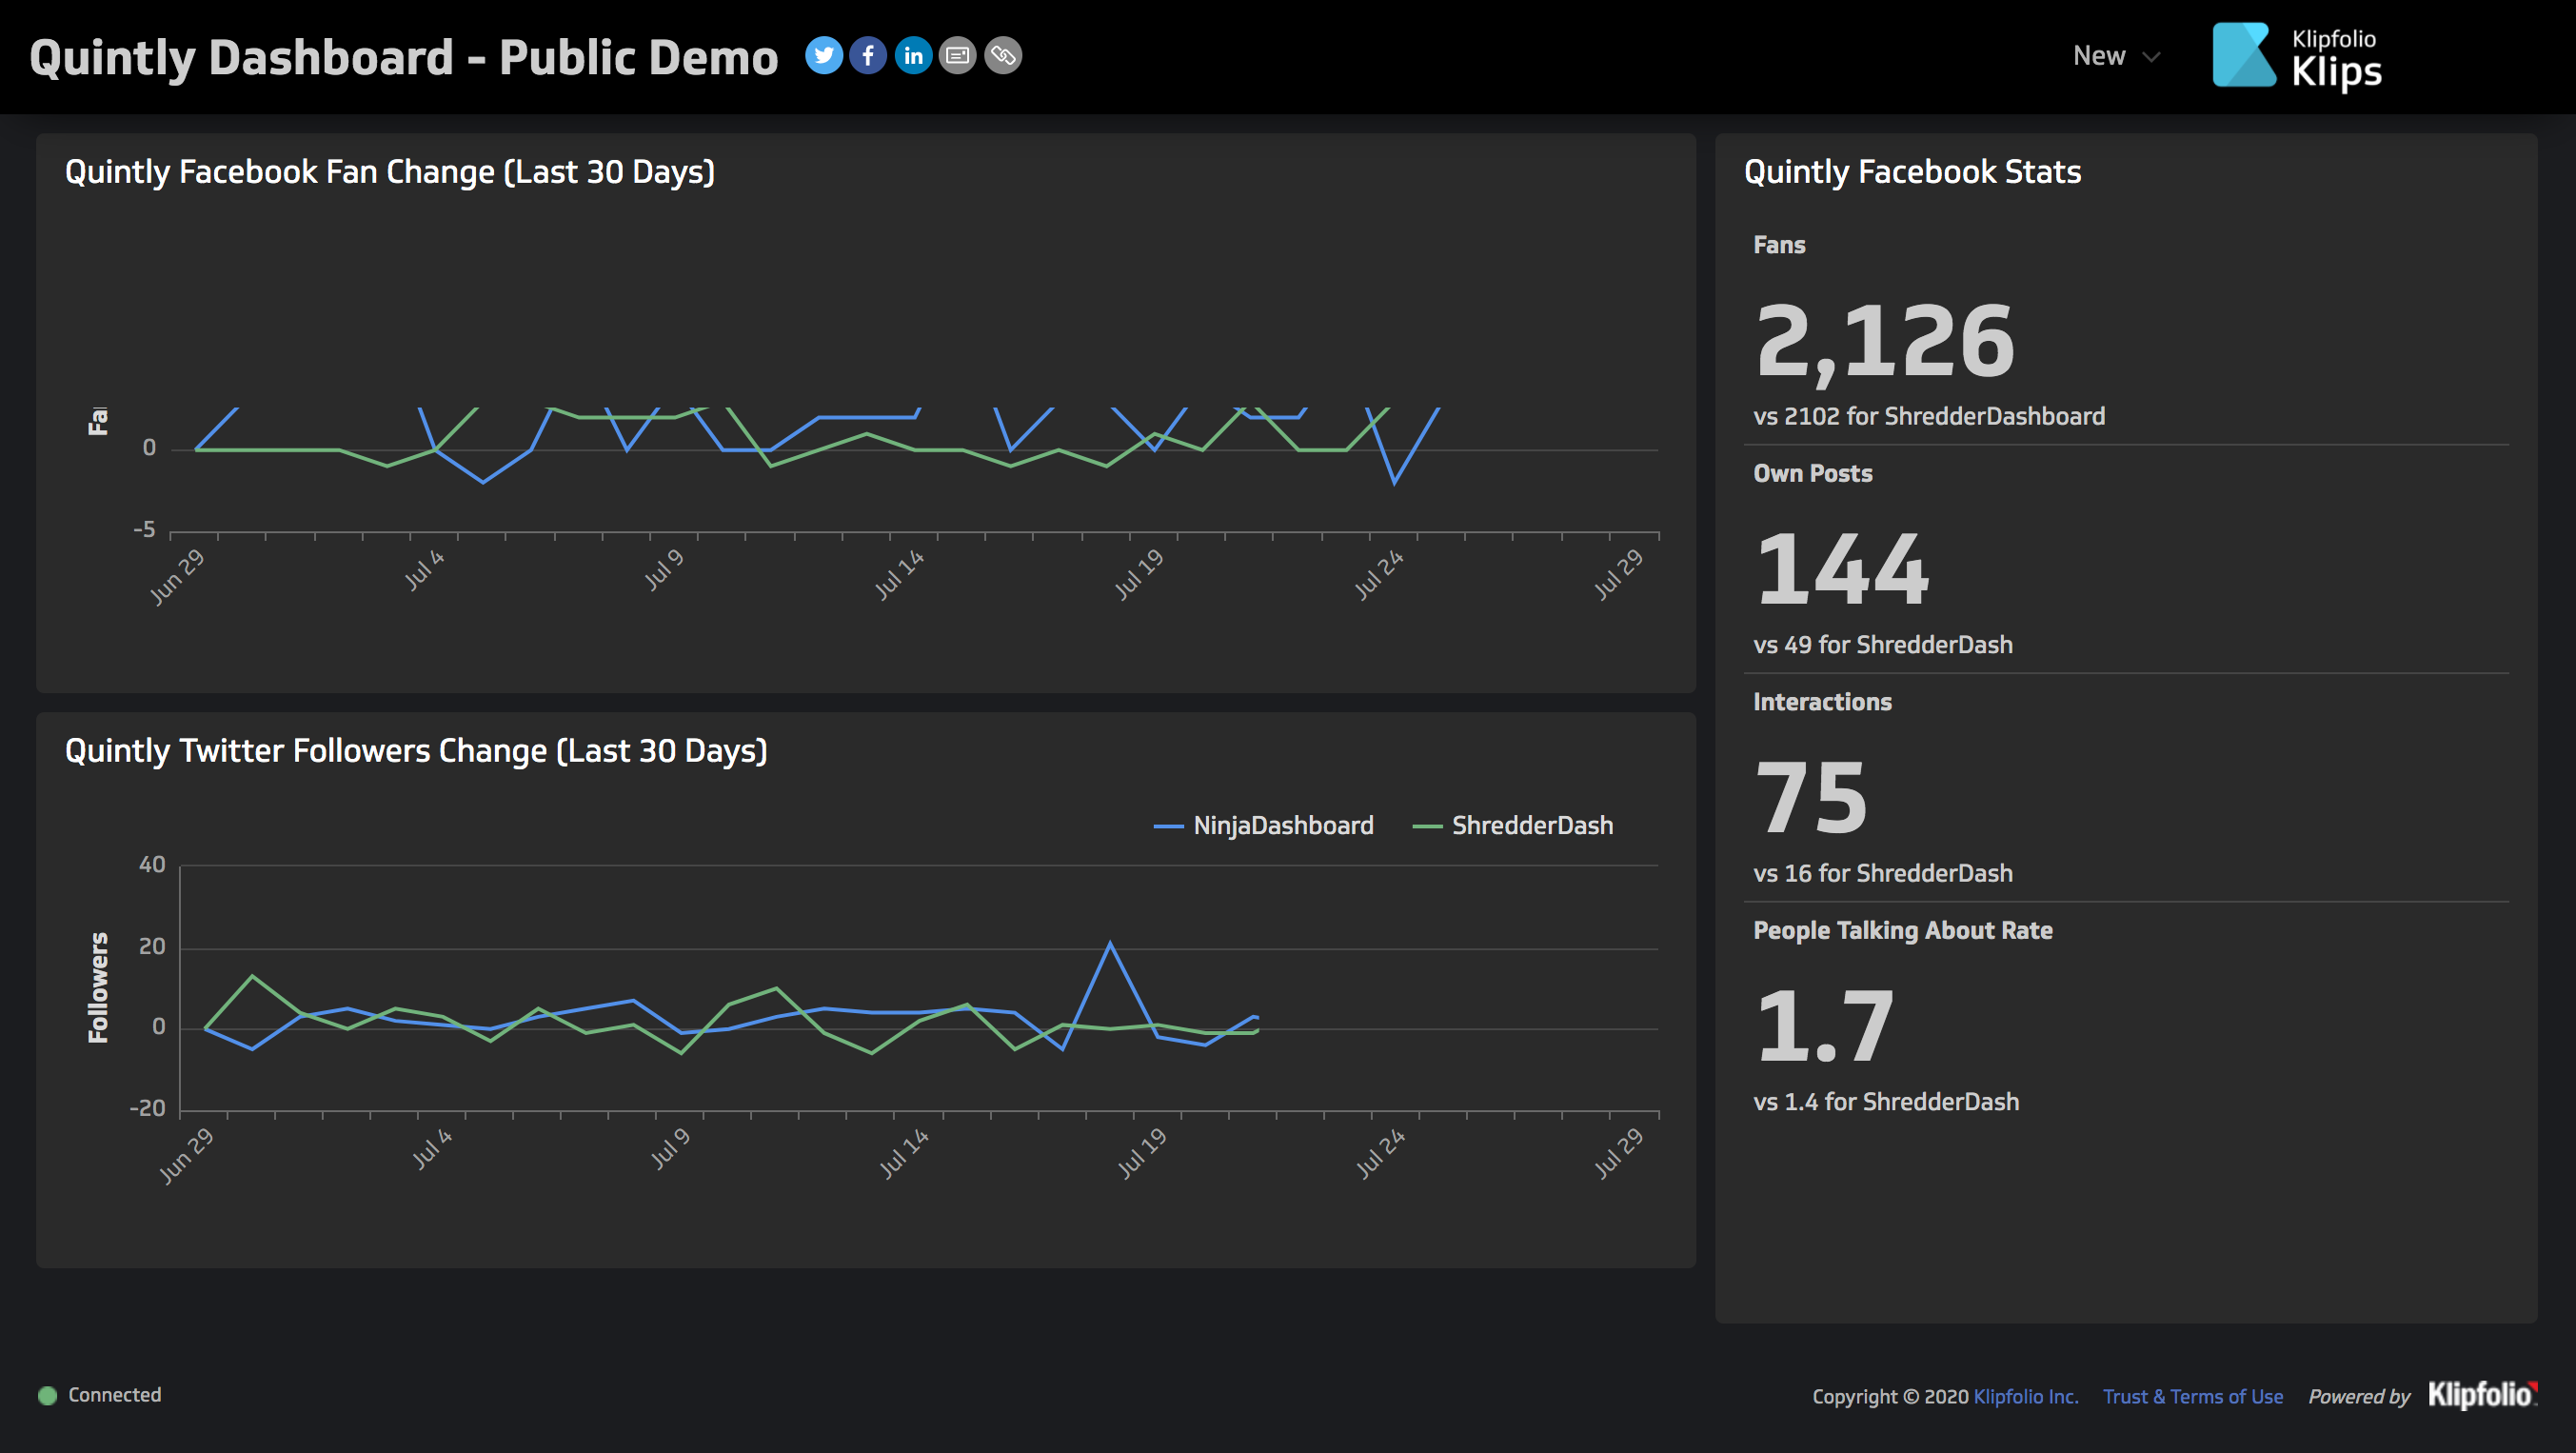 Quintly Dashboard - Public Demo
New
Klipfolio
Klips
Quintly Facebook Fan Change (Last 30 Days)
0
-5
Jun 29
Jul 4
Jul 9
Jul 14
Jul 19
Jul 24
Jul 29
Quintly Twitter Followers Change (Last 30 Days)
NinjaDashboard ShredderDash
Followers
40
20
0
-20
Jun 29
Jul 4
Jul 9
Jul 14
Jul 19
Jul 24
Jul 29
Quintly Facebook Stats
Fans
2,126
vs 2102 for ShredderDashboard
Own Posts
144
vs 49 for ShredderDash
Interactions
75
vs 16 for ShredderDash
People Talking About Rate
1.7
vs 1.4 for ShredderDash
Connected
Copyright © 2020 Klipfolio Inc. Trust & Terms of Use Powered by Klipfolio